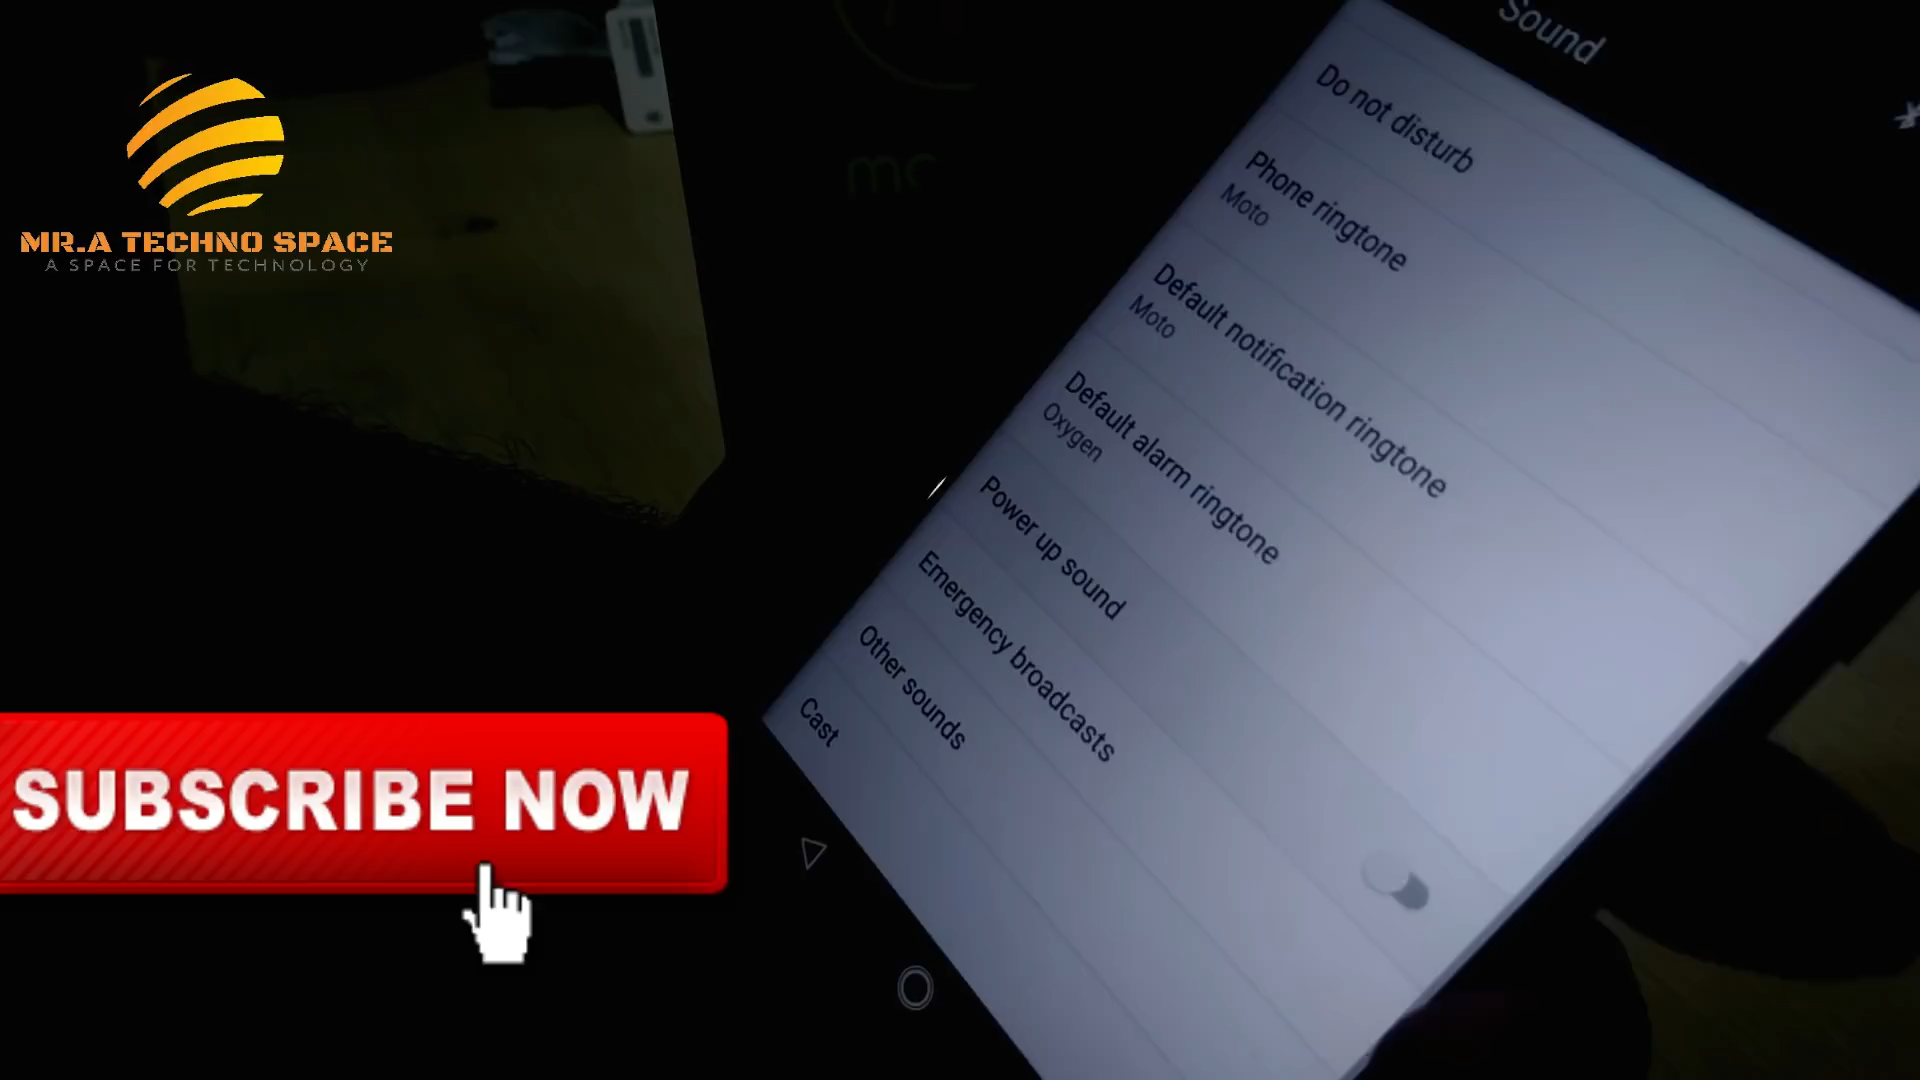 MR.A TECHNO SPACE
A SPACE FOR TECHNOLOGY
SUBSCRIBE NOW
Sound
Do not disturb
Phone ringtone
Moto
Default notification ringtone
Moto
Default alarm ringtone
Oxygen
Power up sound
Emergency broadcasts
Other sounds
Cast